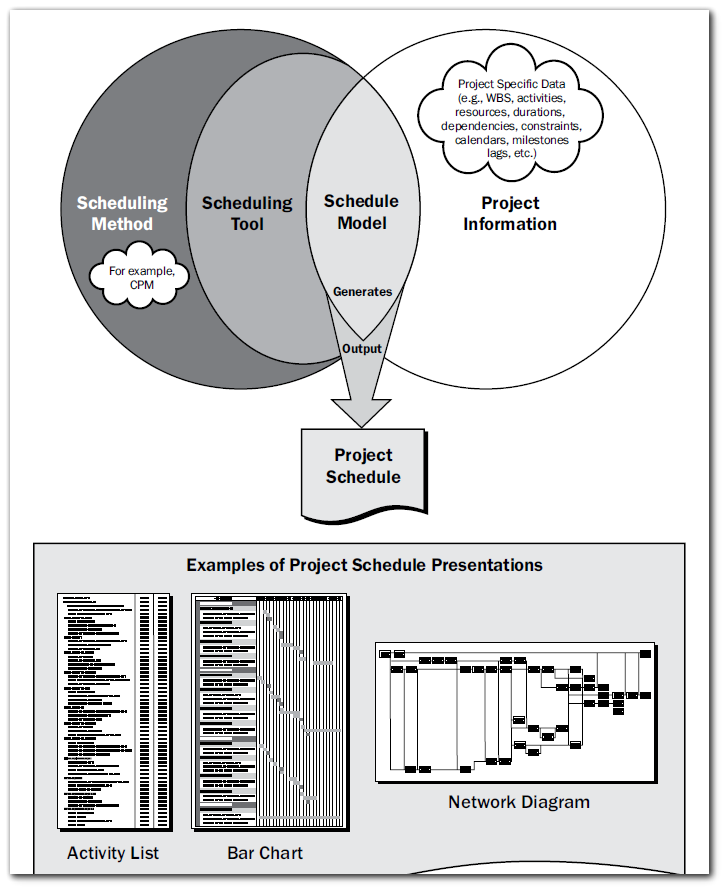 Project Specific Data
(e.g., WBS, activities,
resources, durations,
dependencies, constraints,
calendars, milestones
lags, etc.)
Scheduling
Method
Scheduling
Tool
Schedule
Model
Project
Information
For example,
CPM
Generates
Output
Project
Schedule
Examples of Project Schedule Presentations
Activity List
Bar Chart
Network Diagram